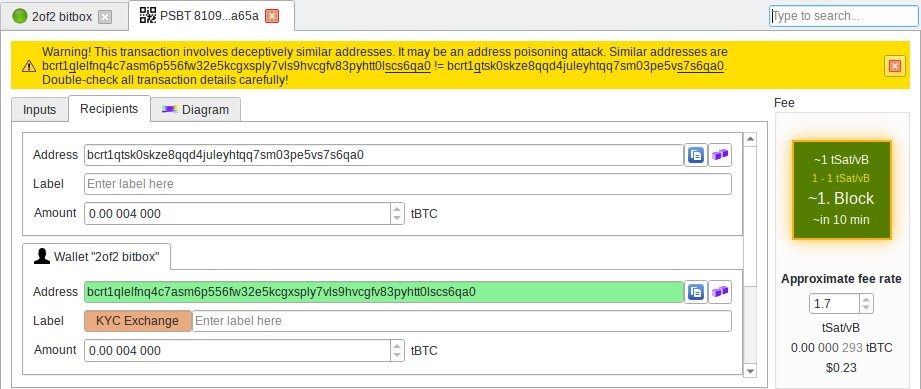 2of2 bitbox
PSBT 8109...a65a
Type to search...
Warning! This transaction involves deceptively similar addresses. It may be an address poisoning attack. Similar addresses are
bcrt1qlelfnq4c7asm6p556fw32e5kcgxsply7vls9hvcgfv83pyhtt0lscs6qa0 != bcrt1qtsk0skze8qqd4juleyhtqq7sm03pe5vs7s6qa0.
Double-check all transaction details carefully!
Inputs
Recipients
Diagram
Address
bcrt1qtsk0skze8qqd4juleyhtqq7sm03pe5vs7s6qa0
Label
Enter label here
Amount
0.00 004 000
tBTC
Wallet "2of2 bitbox"
Address
bcrt1qlelfnq4c7asm6p556fw32e5kcgxsply7vls9hvcgfv83pyhtt0lscs6qa0
Label
KYC Exchange
Enter label here
Amount
0.00 004 000
tBTC
Fee
~1 tSat/vB
1 - 1 tSat/vB
~1. Block
~in 10 min
Approximate fee rate
1.7
tSat/vB
0.00 000 293 tBTC
$0.23